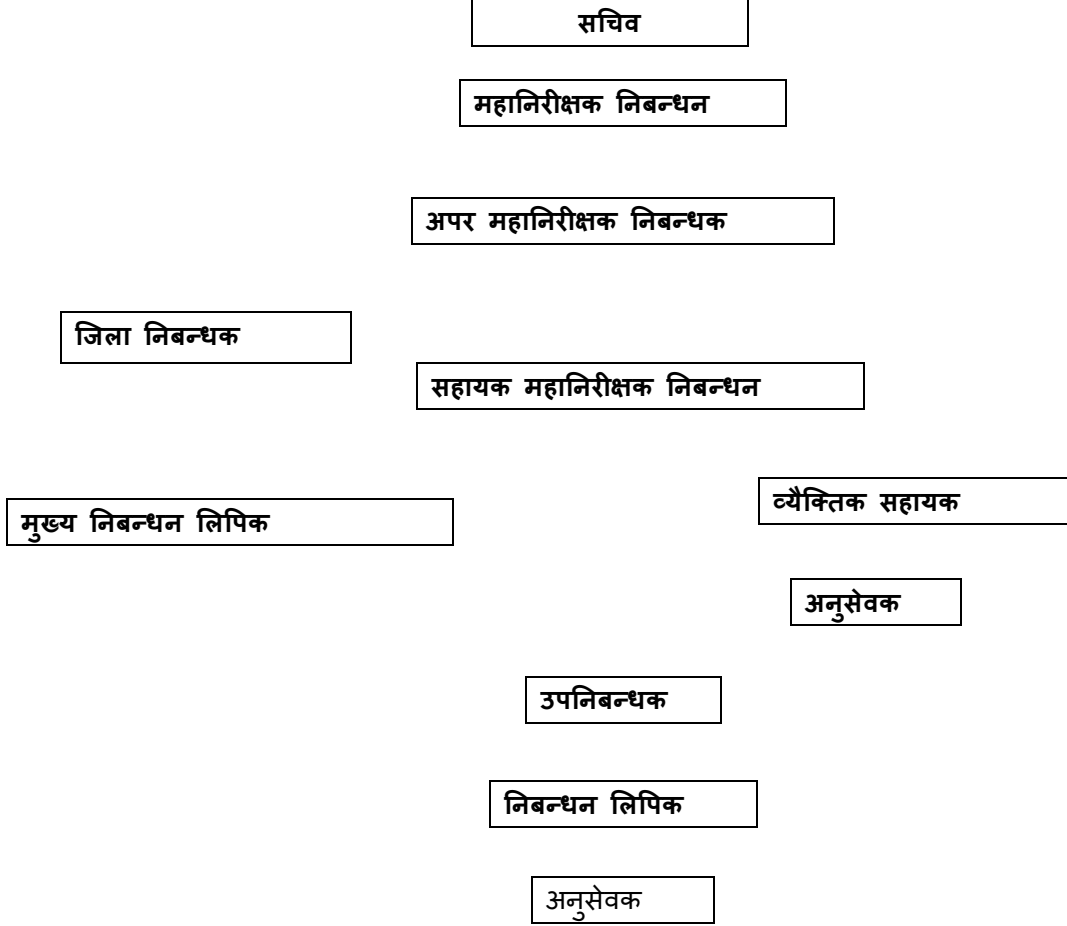 सचिव
महानिरीक्षक निबन्धन
अपर महानिरीक्षक निबन्धक
जिला निबन्धक
सहायक महानिरीक्षक निबन्धन
व्यैक्तिक सहायक
मुख्य निबन्धन लिपिक
अनुसेवक
उपनिबन्धक
निबन्धन लिपिक
अनुसेवक